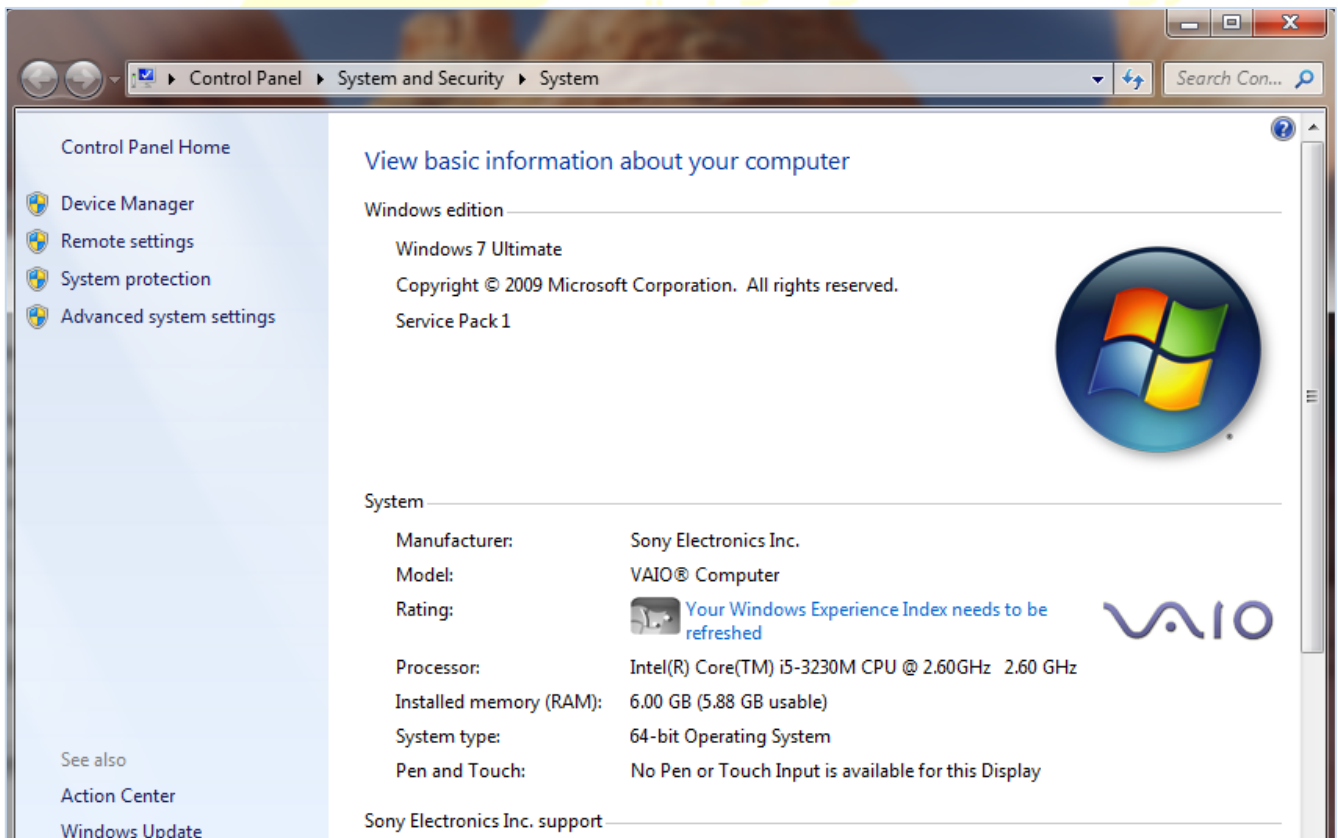 Control Panel ▸ System and Security ▸ System
Search Con...
Control Panel Home
Device Manager
Remote settings
System protection
Advanced system settings
See also
Action Center
Windows Update
View basic information about your computer
Windows edition
Windows 7 Ultimate
Copyright © 2009 Microsoft Corporation. All rights reserved.
Service Pack 1
System
Manufacturer: Sony Electronics Inc.
Model: VAIO® Computer
Rating: Your Windows Experience Index needs to be
refreshed
VAIO
Processor: Intel(R) Core(TM) i5-3230M CPU @ 2.60GHz 2.60 GHz
Installed memory (RAM): 6.00 GB (5.88 GB usable)
System type: 64-bit Operating System
Pen and Touch: No Pen or Touch Input is available for this Display
Sony Electronics Inc. support